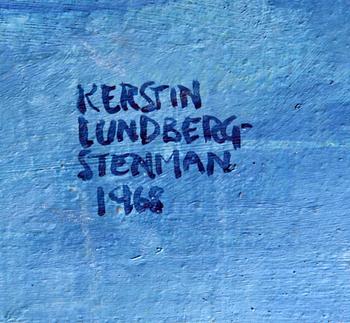 KERSTIN
LUNDBERG-
STENMAN
1968